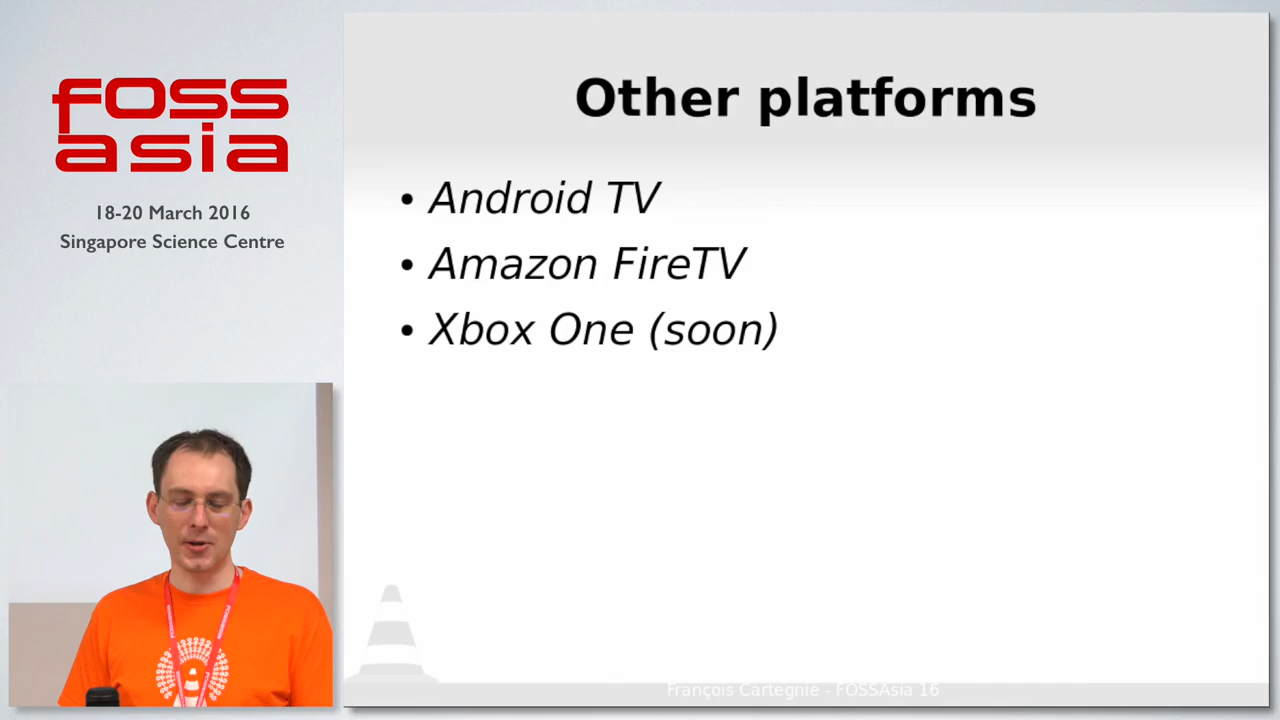 FOSS
asia
18-20 March 2016
Singapore Science Centre
Other platforms
• Android TV
• Amazon FireTV
• Xbox One (soon)
François Cartegnie - FOSSAsia 16